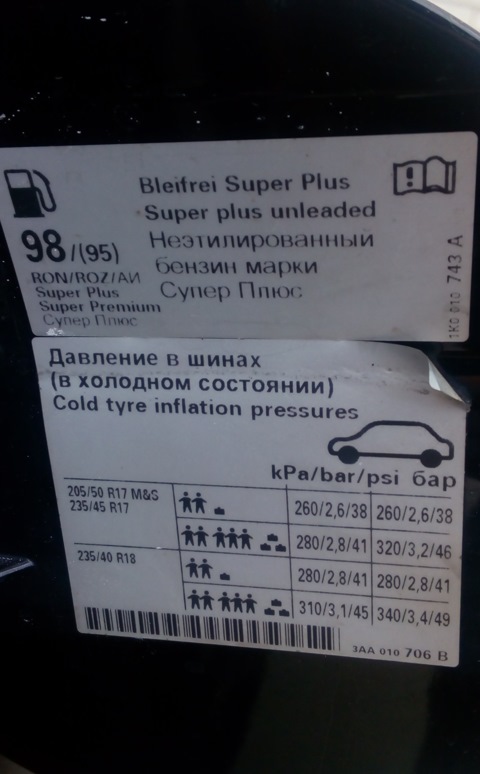 Bleifrei Super Plus
Super plus unleaded
98/(95)
Неэтилированный
бензин марки
Супер Плюс
RON/ROZ/АИ
Super Plus
Super Premium
Супер Плюс
1K0 010 743 A
Давление в шинах
(в холодном состоянии)
Cold tyre inflation pressures
kPa/bar/psi бар
205/50 R17 M&S
235/45 R17
260/2,6/38 260/2,6/38
280/2,8/41 320/3,2/46
235/40 R18
280/2,8/41 280/2,8/41
310/3,1/45 340/3,4/49
3AA 010 706 B